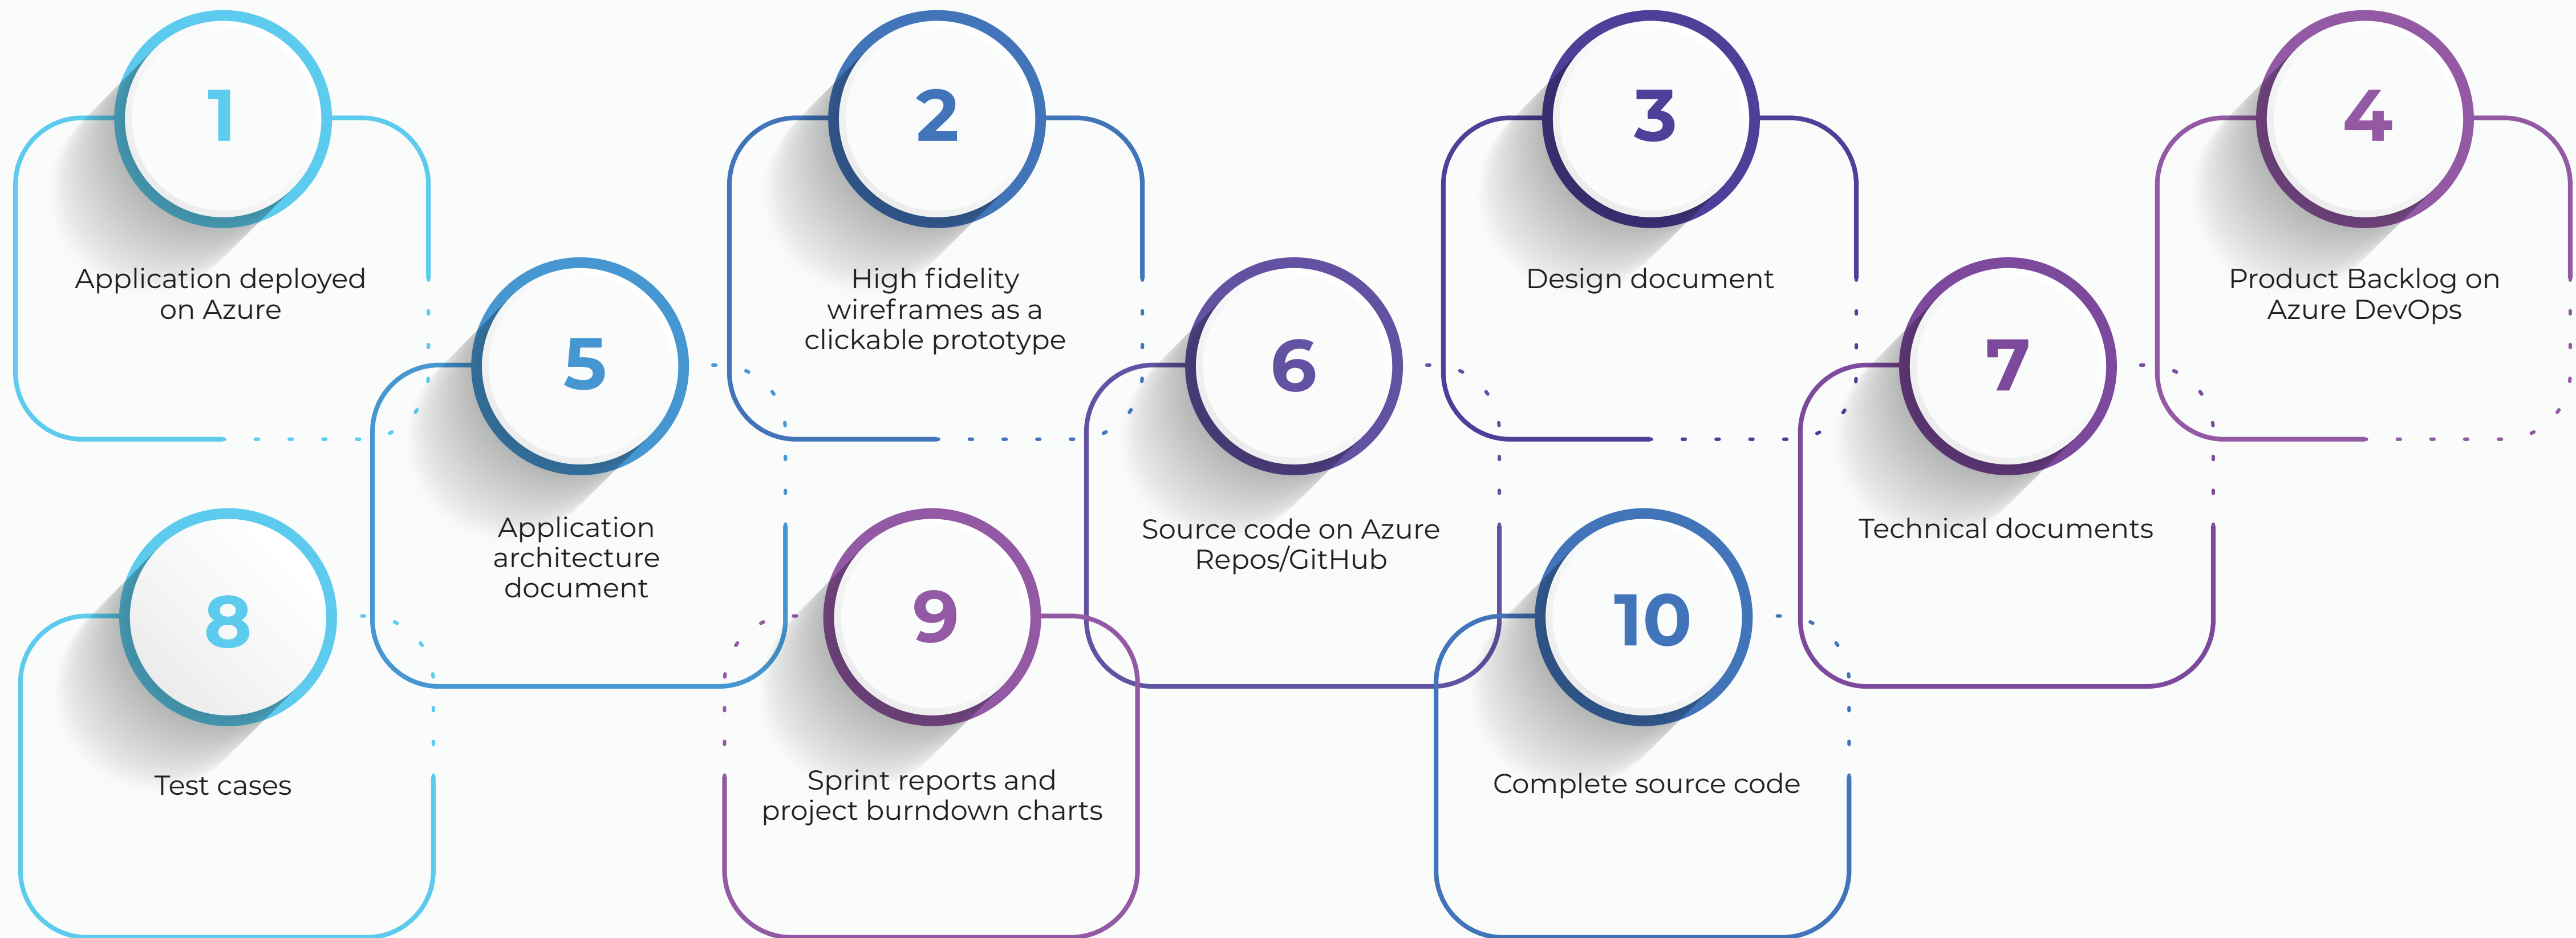 1
Application deployed
on Azure
2
High fidelity
wireframes as a
clickable prototype
3
Design document
4
Product Backlog on
Azure DevOps
5
Application
architecture
document
6
Source code on Azure
Repos/GitHub
7
Technical documents
8
Test cases
9
Sprint reports and
project burndown charts
10
Complete source code